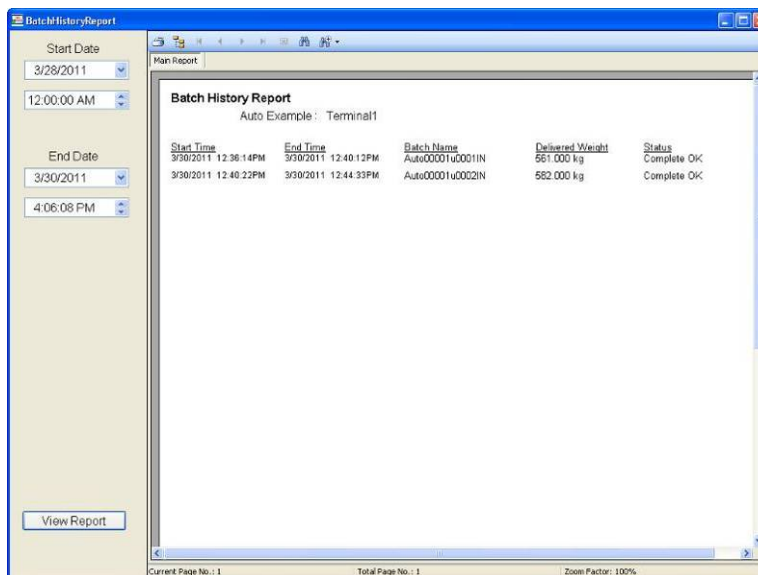 BatchHistoryReport
Start Date
3/28/2011
12:00:00 AM
End Date
3/30/2011
4:06:08 PM
View Report
Main Report
Batch History Report
Auto Example : Terminal1
Start Time End Time Batch Name Delivered Weight Status
3/30/2011 12:36:14PM 3/30/2011 12:40:12PM Auto00001u0001IN 561.000 kg Complete OK
3/30/2011 12:40:22PM 3/30/2011 12:44:33PM Auto00001u0002IN 582.000 kg Complete OK
Current Page No.: 1 Total Page No.: 1 Zoom Factor: 100%